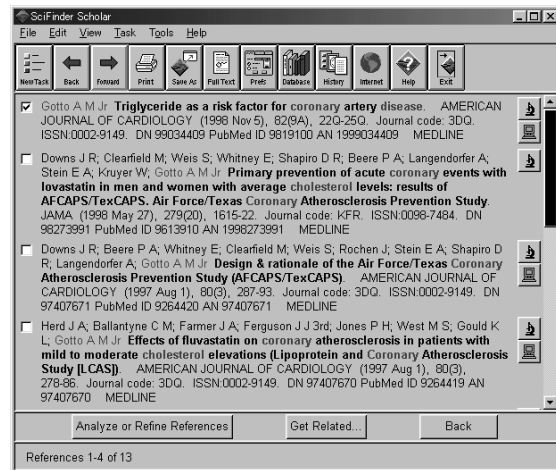 SciFinder Scholar
File Edit View Task Tools Help
New Task Back Forward Print Save As Full Text Prefs Database History Internet Help Exit
Gotto A M Jr Triglyceride as a risk factor for coronary artery disease. AMERICAN
JOURNAL OF CARDIOLOGY (1998 Nov 5), 82(9A), 22Q-25Q. Journal code: 3DQ.
ISSN:0002-9149. DN 99034409 PubMed ID 9819100 AN 1999034409 MEDLINE
Downs J R; Clearfield M; Weis S; Whitney E; Shapiro D R; Beere P A; Langendorfer A;
Stein E A; Kruyer W; Gotto A M Jr Primary prevention of acute coronary events with
lovastatin in men and women with average cholesterol levels: results of
AFCAPS/TexCAPS. Air Force/Texas Coronary Atherosclerosis Prevention Study.
JAMA (1998 May 27), 279(20), 1615-22. Journal code: KFR. ISSN:0098-7484. DN
98273991 PubMed ID 9613910 AN 1998273991 MEDLINE
Downs J R; Beere P A; Whitney E; Clearfield M; Weis S; Rochen J; Stein E A; Shapiro D
R; Langendorfer A; Gotto A M Jr Design & rationale of the Air Force/Texas Coronary
Atherosclerosis Prevention Study (AFCAPS/TexCAPS). AMERICAN JOURNAL OF
CARDIOLOGY (1997 Aug 1), 80(3), 287-93. Journal code: 3DQ. ISSN:0002-9149. DN
97407671 PubMed ID 9264420 AN 97407671 MEDLINE
Herd J A; Ballantyne C M; Farmer J A; Ferguson J J 3rd; Jones P H; West M S; Gould K
L; Gotto A M Jr Effects of fluvastatin on coronary atherosclerosis in patients with
mild to moderate cholesterol elevations (Lipoprotein and Coronary Atherosclerosis
Study [LCAS]). AMERICAN JOURNAL OF CARDIOLOGY (1997 Aug 1), 80(3),
278-86. Journal code: 3DQ. ISSN:0002-9149. DN 97407670 PubMed ID 9264419 AN
97407670 MEDLINE
Analyze or Refine References Get Related... Back
References 1-4 of 13